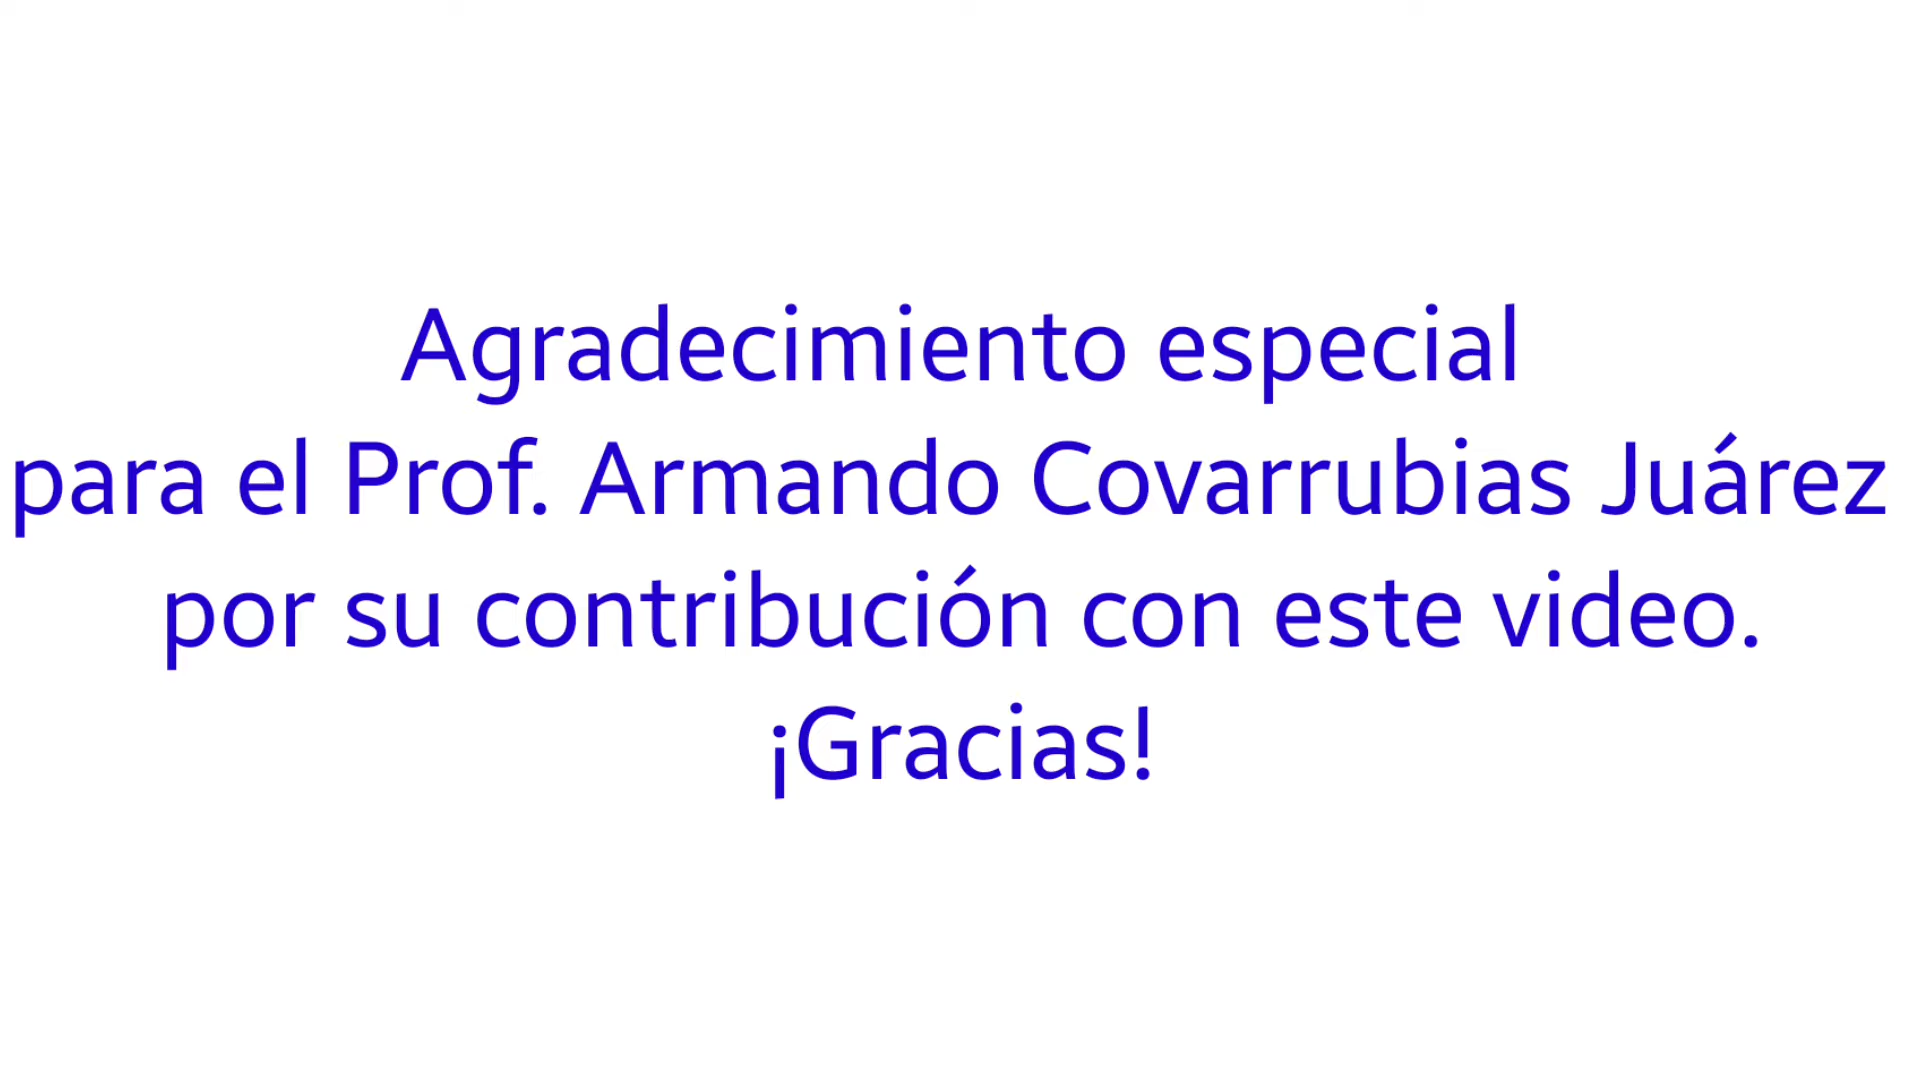 Agradecimiento especial
para el Prof. Armando Covarrubias Juárez
por su contribución con este video.
¡Gracias!